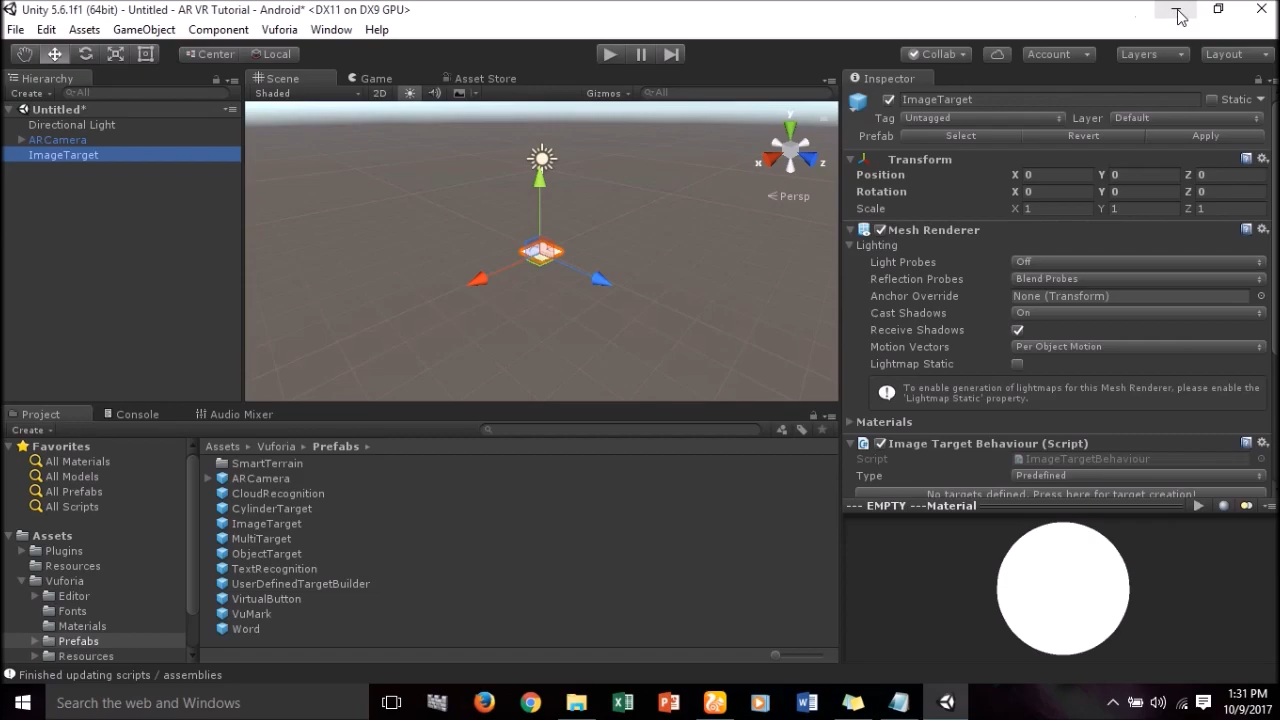 Unity 5.6.1f1 (64bit) - Untitled - AR VR Tutorial - Android* <DX11 on DX9 GPU>
File Edit Assets GameObject Component Vuforia Window Help
Center Local Collab Account Layers Layout
Hierarchy
Create All
Untitled*
Directional Light
ARCamera
ImageTarget
Scene Game Asset Store
Shaded 2D Gizmos All
y
x z
Persp
Inspector
ImageTarget Static
Tag Untagged Layer Default
Prefab Select Revert Apply
Transform
Position X 0 Y 0 Z 0
Rotation X 0 Y 0 Z 0
Scale X 1 Y 1 Z 1
Mesh Renderer
Lighting
Light Probes Off
Reflection Probes Blend Probes
Anchor Override None (Transform)
Cast Shadows On
Receive Shadows
Motion Vectors Per Object Motion
Lightmap Static
To enable generation of lightmaps for this Mesh Renderer, please enable the
'Lightmap Static' property.
Materials
Image Target Behaviour (Script)
Script ImageTargetBehaviour
Type Predefined
No targets defined. Press here for target creation!
--- EMPTY ---Material
Project Console Audio Mixer
Create
Favorites
All Materials
All Models
All Prefabs
All Scripts
Assets
Plugins
Resources
Vuforia
Editor
Fonts
Materials
Prefabs
Resources
Assets Vuforia Prefabs
SmartTerrain
ARCamera
CloudRecognition
CylinderTarget
ImageTarget
MultiTarget
ObjectTarget
TextRecognition
UserDefinedTargetBuilder
VirtualButton
VuMark
Word
Finished updating scripts / assemblies
Search the web and Windows
1:31 PM
10/9/2017